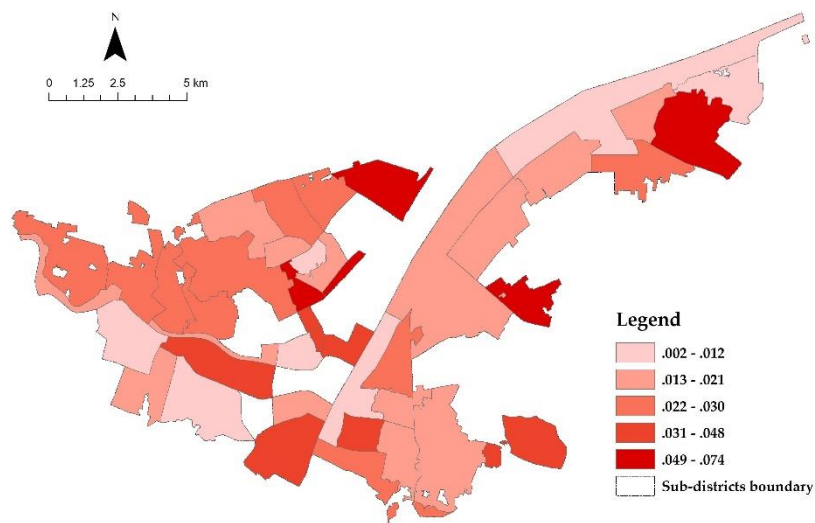 N
0 1.25 2.5 5 km
Legend
.002 - .012
.013 - .021
.022 - .030
.031 - .048
.049 - .074
Sub-districts boundary